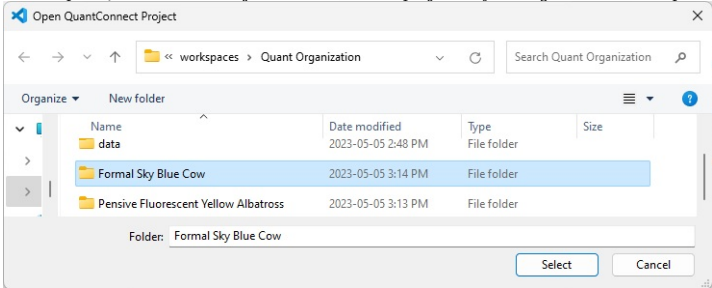 Open QuantConnect Project
« workspaces > Quant Organization
Search Quant Organization
Organize
New folder
Name Date modified Type Size
data 2023-05-05 2:48 PM File folder
Formal Sky Blue Cow 2023-05-05 3:14 PM File folder
Pensive Fluorescent Yellow Albatross 2023-05-05 3:13 PM File folder
Folder: Formal Sky Blue Cow
Select Cancel